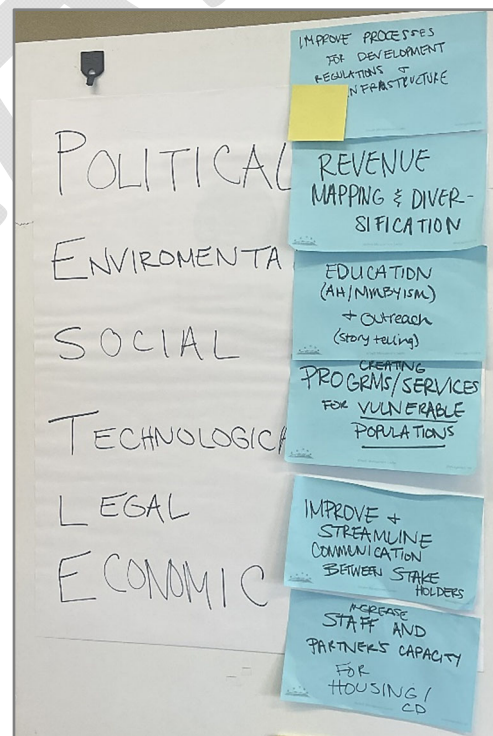 POLITICAL
ENVIROMENTA
SOCIAL
TECHNOLOGICA
LEGAL
ECONOMIC
IMPROVE PROCESSES
FOR DEVELOPMENT
REGULATIONS &
INFRASTRUCTURE
REVENUE
MAPPING & DIVER-
SIFICATION
EDUCATION
(AH/NIMBYISM)
+ OUTREACH
(Story telling)
CREATING
PROGRMS/SERVICES
FOR VULNERABLE
POPULATIONS
IMPROVE +
STREAMLINE
COMMUNICATION
BETWEEN STAKE
HOLDERS
INCREASE
STAFF AND
PARTNERS CAPACITY
FOR
HOUSING/
CD